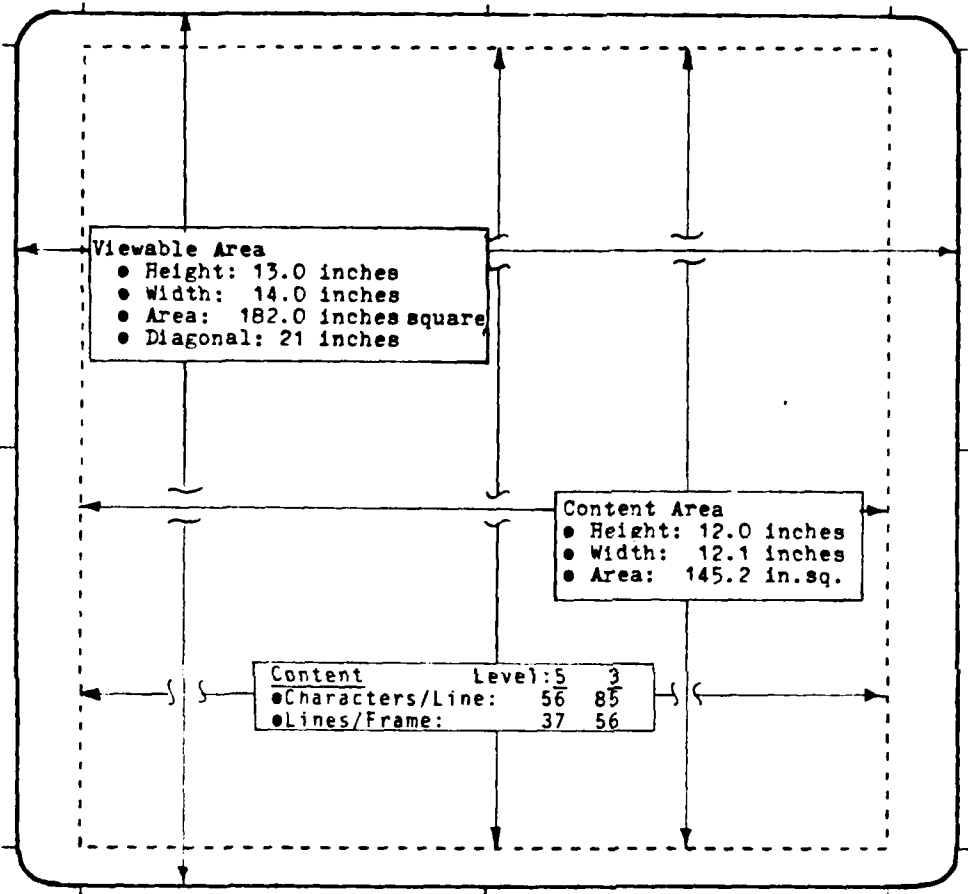 Viewable Area
● Height: 13.0 inches
● Width: 14.0 inches
● Area: 182.0 inches square
● Diagonal: 21 inches
Content Area
● Height: 12.0 inches
● Width: 12.1 inches
● Area: 145.2 in.sq.
Content Level: 5 3
●Characters/Line: 56 85
●Lines/Frame: 37 56